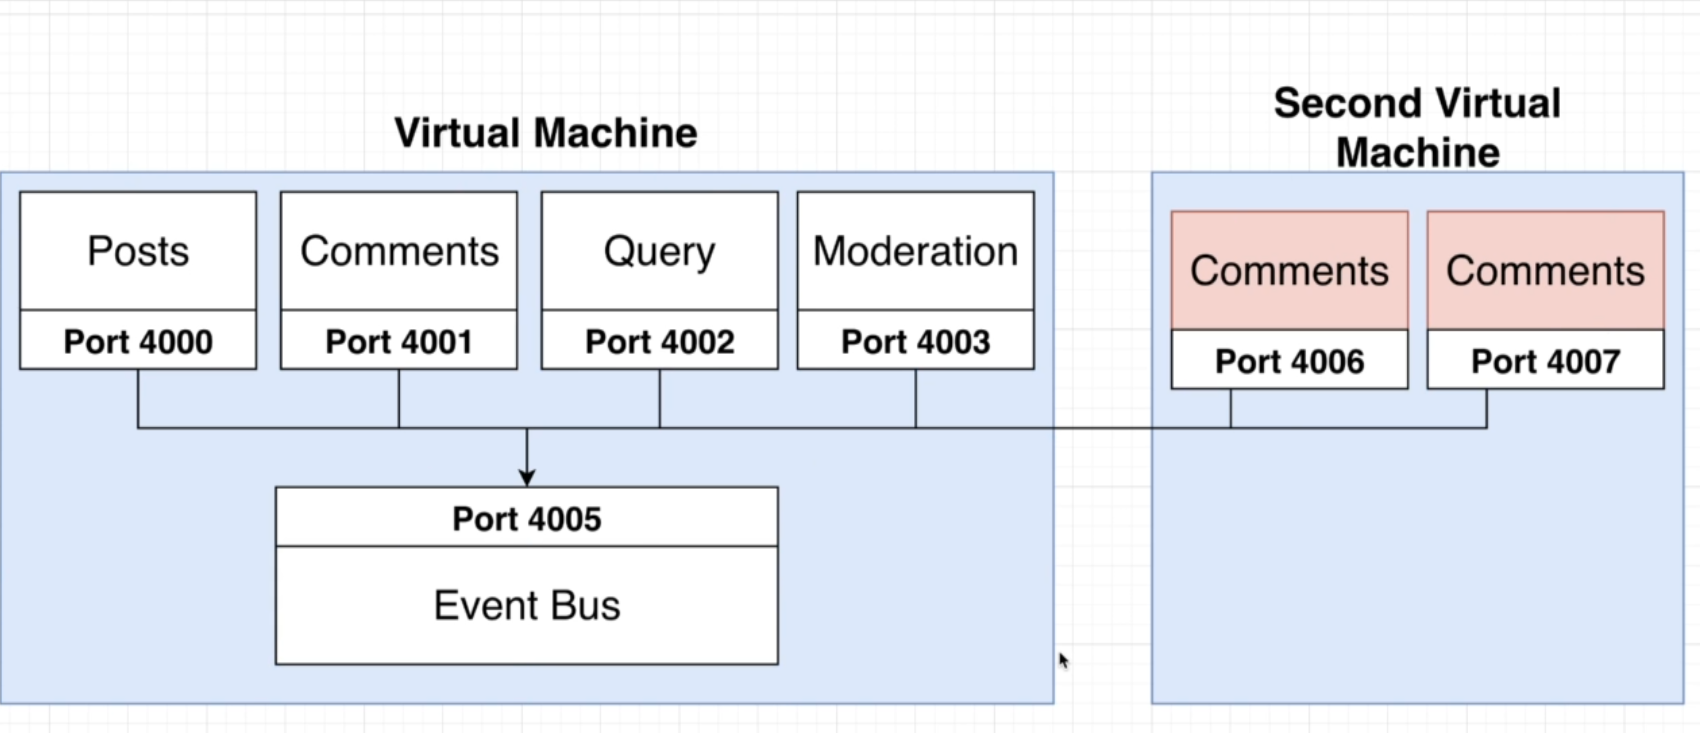 Virtual Machine
Second Virtual
Machine
Posts
Port 4000
Comments
Port 4001
Query
Port 4002
Moderation
Port 4003
Comments
Port 4006
Comments
Port 4007
Port 4005
Event Bus